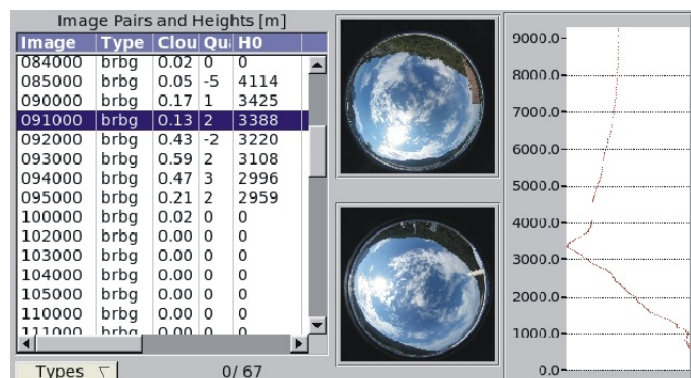 Image Pairs and Heights [m]
Image Type Clou Qu H0
084000 brbg 0.02 0 0
085000 brbg 0.05 -5 4114
090000 brbg 0.17 1 3425
091000 brbg 0.13 2 3388
092000 brbg 0.43 -2 3220
093000 brbg 0.59 2 3108
094000 brbg 0.47 3 2996
095000 brbg 0.21 2 2959
100000 brbg 0.02 0 0
102000 brbg 0.00 0 0
103000 brbg 0.00 0 0
104000 brbg 0.00 0 0
105000 brbg 0.00 0 0
110000 brbg 0.00 0 0
111000 brbg 0.00 0 0
Types 0/ 67
9000.0
8000.0
7000.0
6000.0
5000.0
4000.0
3000.0
2000.0
1000.0
0.0